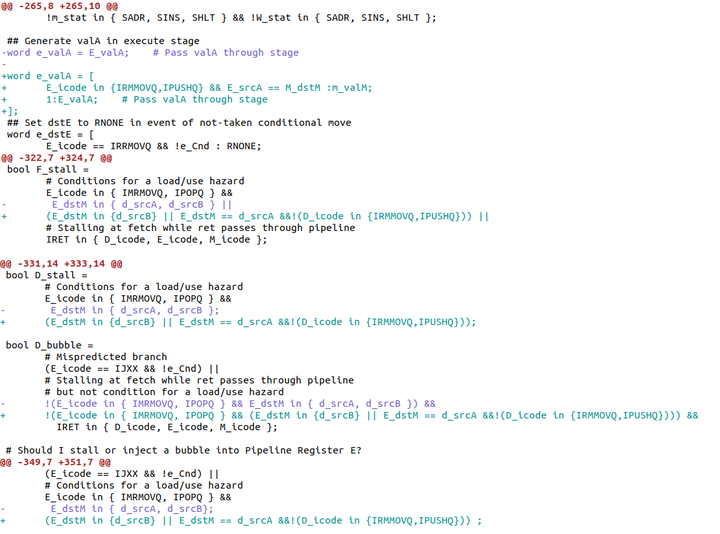 @@ -265,8 +265,10 @@
        !m_stat in { SADR, SINS, SHLT } && !W_stat in { SADR, SINS, SHLT };

 ## Generate valA in execute stage
-word e_valA = E_valA;    # Pass valA through stage
-
+word e_valA = [
+       E_icode in {IRMMOVQ,IPUSHQ} && E_srcA == M_dstM :m_valM;
+       1:E_valA;    # Pass valA through stage
+];
 ## Set dstE to RNONE in event of not-taken conditional move
 word e_dstE = [
        E_icode == IRRMOVQ && !e_Cnd : RNONE;
@@ -322,7 +324,7 @@
 bool F_stall =
        # Conditions for a load/use hazard
        E_icode in { IMRMOVQ, IPOPQ } &&
-        E_dstM in { d_srcA, d_srcB } ||
+       (E_dstM in {d_srcB} || E_dstM == d_srcA &&!(D_icode in {IRMMOVQ,IPUSHQ})) ||
        # Stalling at fetch while ret passes through pipeline
        IRET in { D_icode, E_icode, M_icode };

@@ -331,14 +333,14 @@
 bool D_stall =
        # Conditions for a load/use hazard
        E_icode in { IMRMOVQ, IPOPQ } &&
-        E_dstM in { d_srcA, d_srcB };
+       (E_dstM in {d_srcB} || E_dstM == d_srcA &&!(D_icode in {IRMMOVQ,IPUSHQ}));

 bool D_bubble =
        # Mispredicted branch
        (E_icode == IJXX && !e_Cnd) ||
        # Stalling at fetch while ret passes through pipeline
        # but not condition for a load/use hazard
-       !(E_icode in { IMRMOVQ, IPOPQ } && E_dstM in { d_srcA, d_srcB }) &&
+       !(E_icode in { IMRMOVQ, IPOPQ } && (E_dstM in {d_srcB} || E_dstM == d_srcA &&!(D_icode in {IRMMOVQ,IPUSHQ}))) &&
         IRET in { D_icode, E_icode, M_icode };

 # Should I stall or inject a bubble into Pipeline Register E?
@@ -349,7 +351,7 @@
        (E_icode == IJXX && !e_Cnd) ||
        # Conditions for a load/use hazard
        E_icode in { IMRMOVQ, IPOPQ } &&
-        E_dstM in { d_srcA, d_srcB};
+       (E_dstM in {d_srcB} || E_dstM == d_srcA &&!(D_icode in {IRMMOVQ,IPUSHQ})) ;